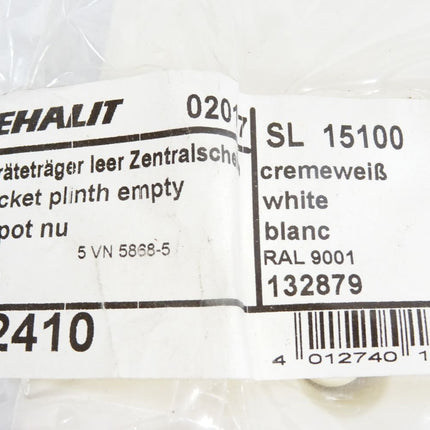 EHALIT
02017
räteträger leer Zentralsche
cket plinth empty
pot nu
5 VN 5868-5
2410
SL 15100
cremeweiß
white
blanc
RAL 9001
132879
4 012740 1